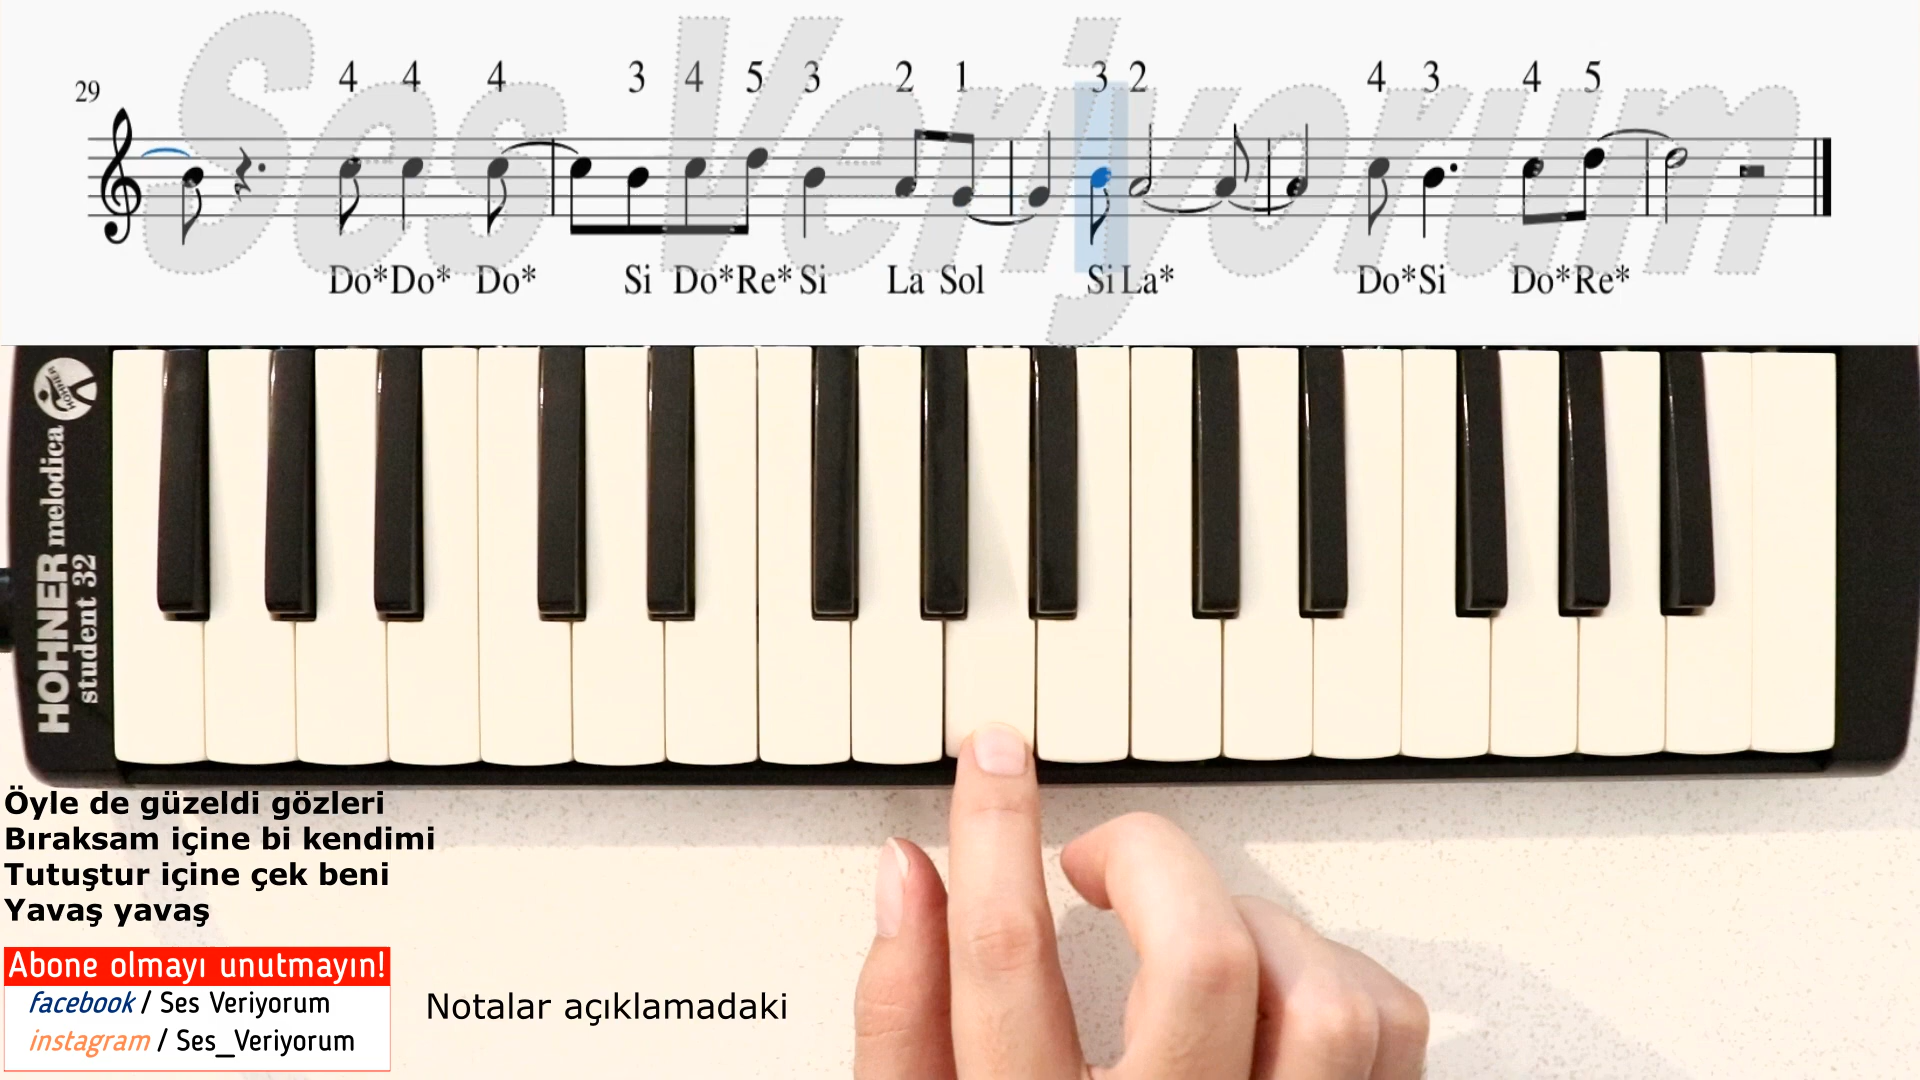 Ses Veriyorum
29 4 4 4 3 4 5 3 2 1 3 2 4 3 4 5
Do* Do* Do* Si Do* Re* Si La Sol Si La* Do* Si Do* Re*
HOHNER
HOHNER melodica
student 32
Öyle de güzeldi gözleri
Bıraksam içine bi kendimi
Tutuştur içine çek beni
Yavaş yavaş
Abone olmayı unutmayın!
facebook / Ses Veriyorum
instagram / Ses_Veriyorum
Notalar açıklamadaki